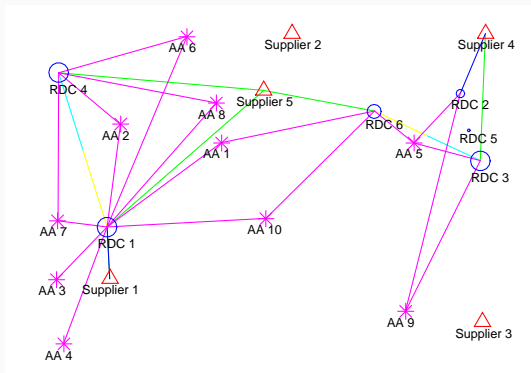 AA 6
Supplier 2
Supplier 4
RDC 4
Supplier 5
RDC 2
AA 8
RDC 6
AA 2
RDC 5
AA 1
AA 5
RDC 3
AA 7
AA 10
RDC 1
AA 3
Supplier 1
AA 9
Supplier 3
AA 4